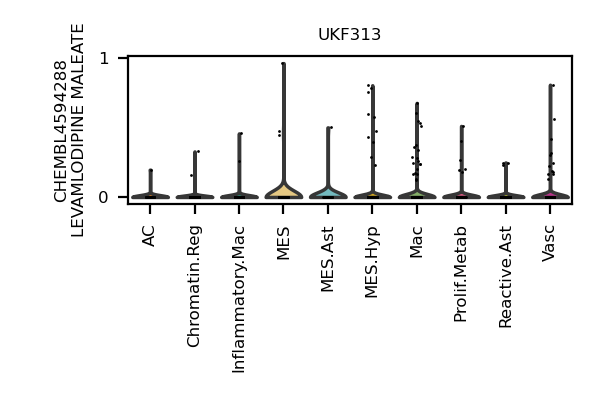 UKF313
CHEMBL4594288
LEVAMLODIPINE MALEATE
1
0
AC
Chromatin.Reg
Inflammatory.Mac
MES
MES.Ast
MES.Hyp
Mac
Prolif.Metab
Reactive.Ast
Vasc